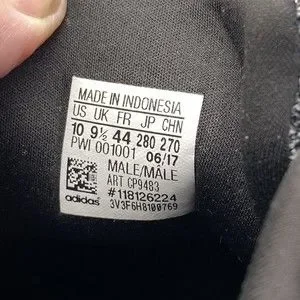 MADE IN INDONESIA
US UK FR JP CHN
10 9½ 44 280 270
PWI 001001 06/17
MALE/MALE
ART CP9483
#118126224
adidas 3V3F6H8100769